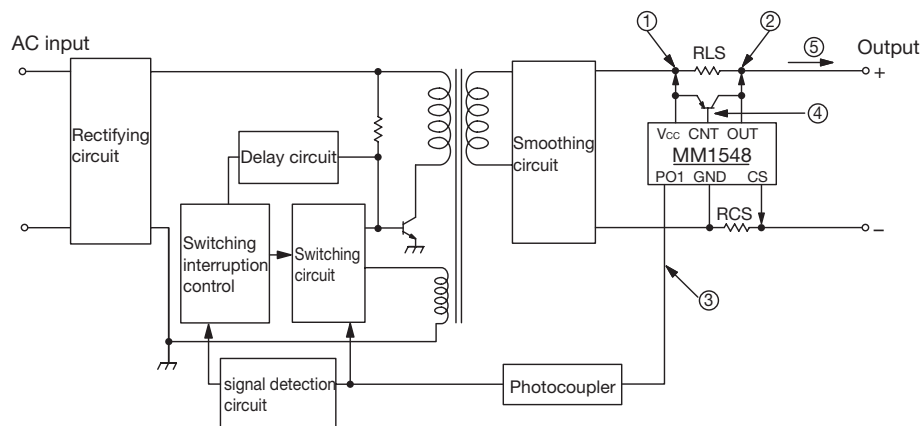 AC input
Rectifying
circuit
Delay circuit
Switching
interruption
control
Switching
circuit
signal detection
circuit
Smoothing
circuit
Photocoupler
①
RLS
②
⑤
Output
+
④
Vcc CNT OUT
MM1548
PO1 GND CS
RCS
−
③